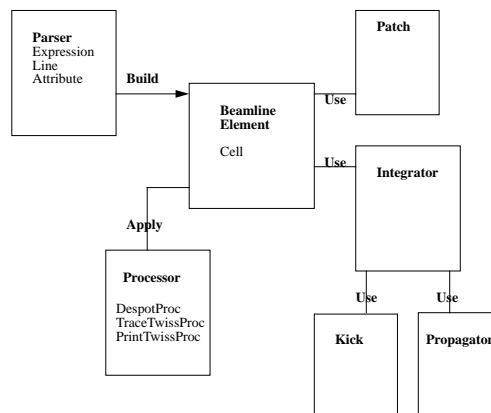 Parser
Expression
Line
Attribute
Build
Beamline
Element
Cell
Patch
Use
Use
Integrator
Apply
Processor
DespotProc
TraceTwissProc
PrintTwissProc
Use
Use
Kick
Propagator